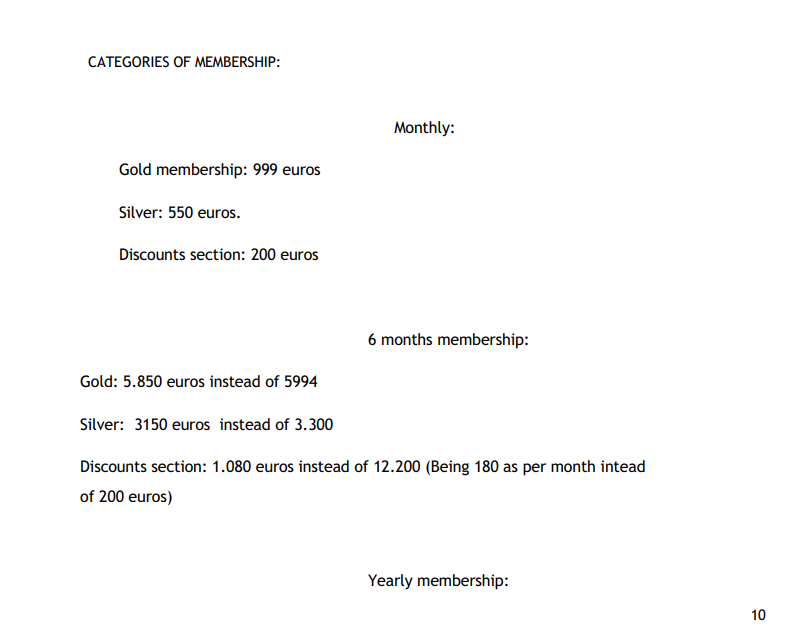 CATEGORIES OF MEMBERSHIP:
Monthly:
Gold membership: 999 euros
Silver: 550 euros.
Discounts section: 200 euros
6 months membership:
Gold: 5.850 euros instead of 5994
Silver:  3150 euros  instead of 3.300
Discounts section: 1.080 euros instead of 12.200 (Being 180 as per month intead
of 200 euros)
Yearly membership:
10